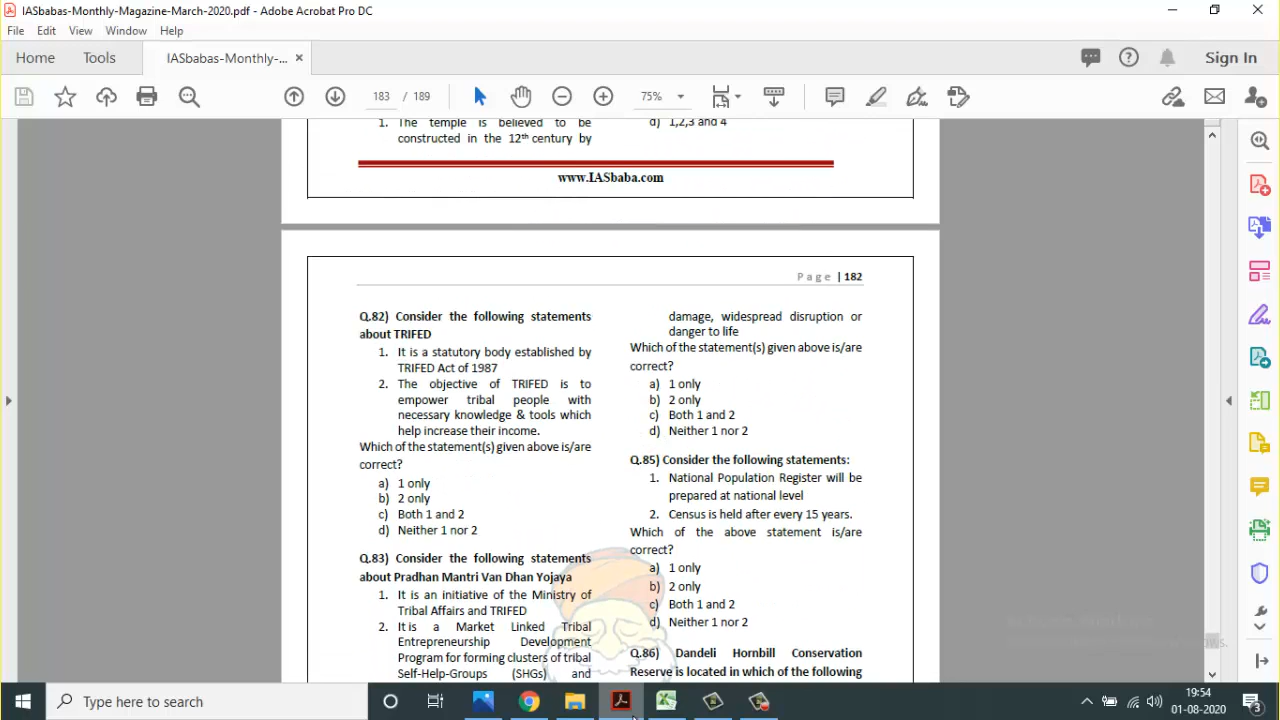 IASbabas-Monthly-Magazine-March-2020.pdf - Adobe Acrobat Pro DC
File Edit View Window Help
Home Tools IASbabas-Monthly-... Sign In
183 / 189 75%
1. The temple is believed to be
constructed in the 12th century by
d) 1,2,3 and 4
www.IASbaba.com
Page | 182
Q.82) Consider the following statements
about TRIFED
1. It is a statutory body established by
TRIFED Act of 1987
2. The objective of TRIFED is to
empower tribal people with
necessary knowledge & tools which
help increase their income.
Which of the statement(s) given above is/are
correct?
a) 1 only
b) 2 only
c) Both 1 and 2
d) Neither 1 nor 2
Q.83) Consider the following statements
about Pradhan Mantri Van Dhan Yojaya
1. It is an initiative of the Ministry of
Tribal Affairs and TRIFED
2. It is a Market Linked Tribal
Entrepreneurship Development
Program for forming clusters of tribal
Self-Help-Groups (SHGs) and
damage, widespread disruption or
danger to life
Which of the statement(s) given above is/are
correct?
a) 1 only
b) 2 only
c) Both 1 and 2
d) Neither 1 nor 2
Q.85) Consider the following statements:
1. National Population Register will be
prepared at national level
2. Census is held after every 15 years.
Which of the above statement is/are
correct?
a) 1 only
b) 2 only
c) Both 1 and 2
d) Neither 1 nor 2
Q.86) Dandeli Hornbill Conservation
Reserve is located in which of the following
Type here to search
19:54
01-08-2020
3